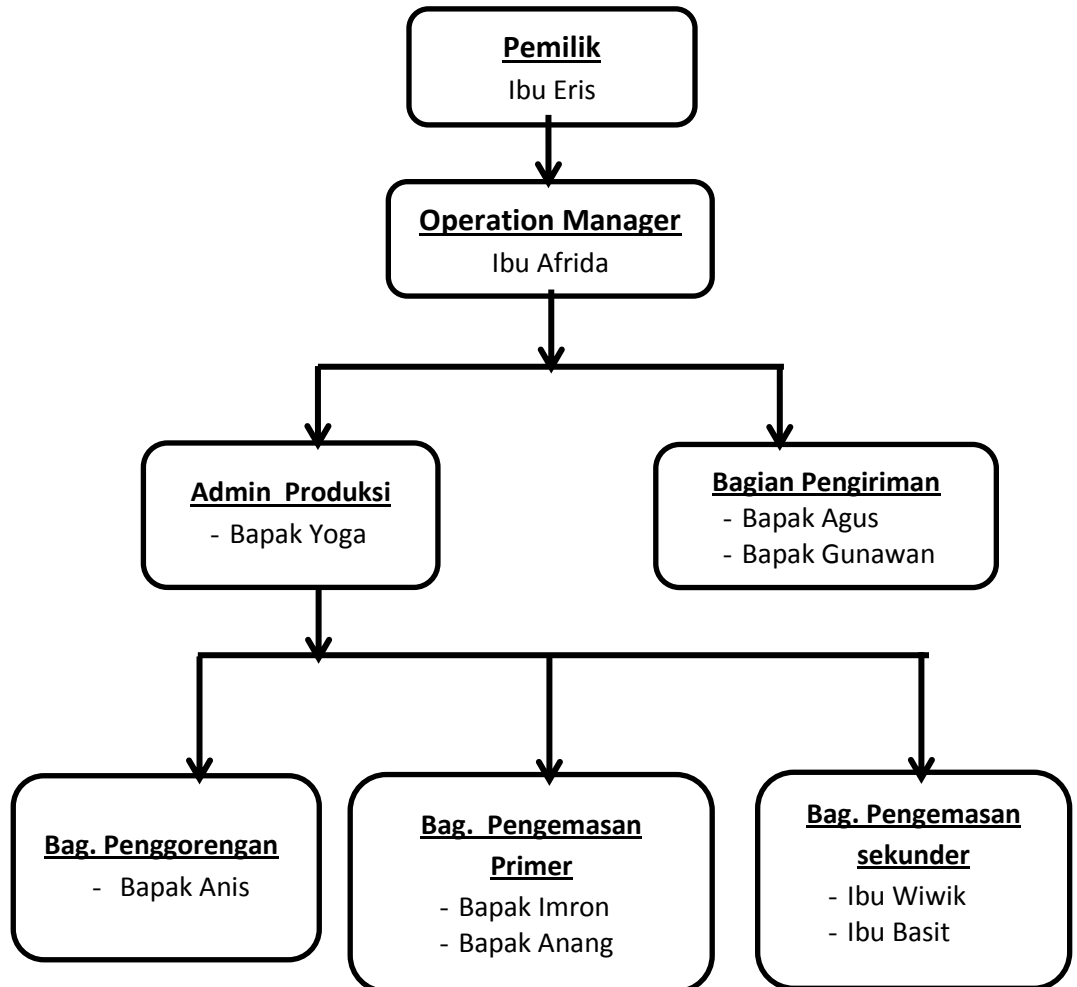 Pemilik
Ibu Eris
Operation Manager
Ibu Afrida
Admin Produksi
- Bapak Yoga
Bagian Pengiriman
- Bapak Agus
- Bapak Gunawan
Bag. Penggorengan
- Bapak Anis
Bag. Pengemasan
Primer
- Bapak Imron
- Bapak Anang
Bag. Pengemasan
sekunder
- Ibu Wiwik
- Ibu Basit